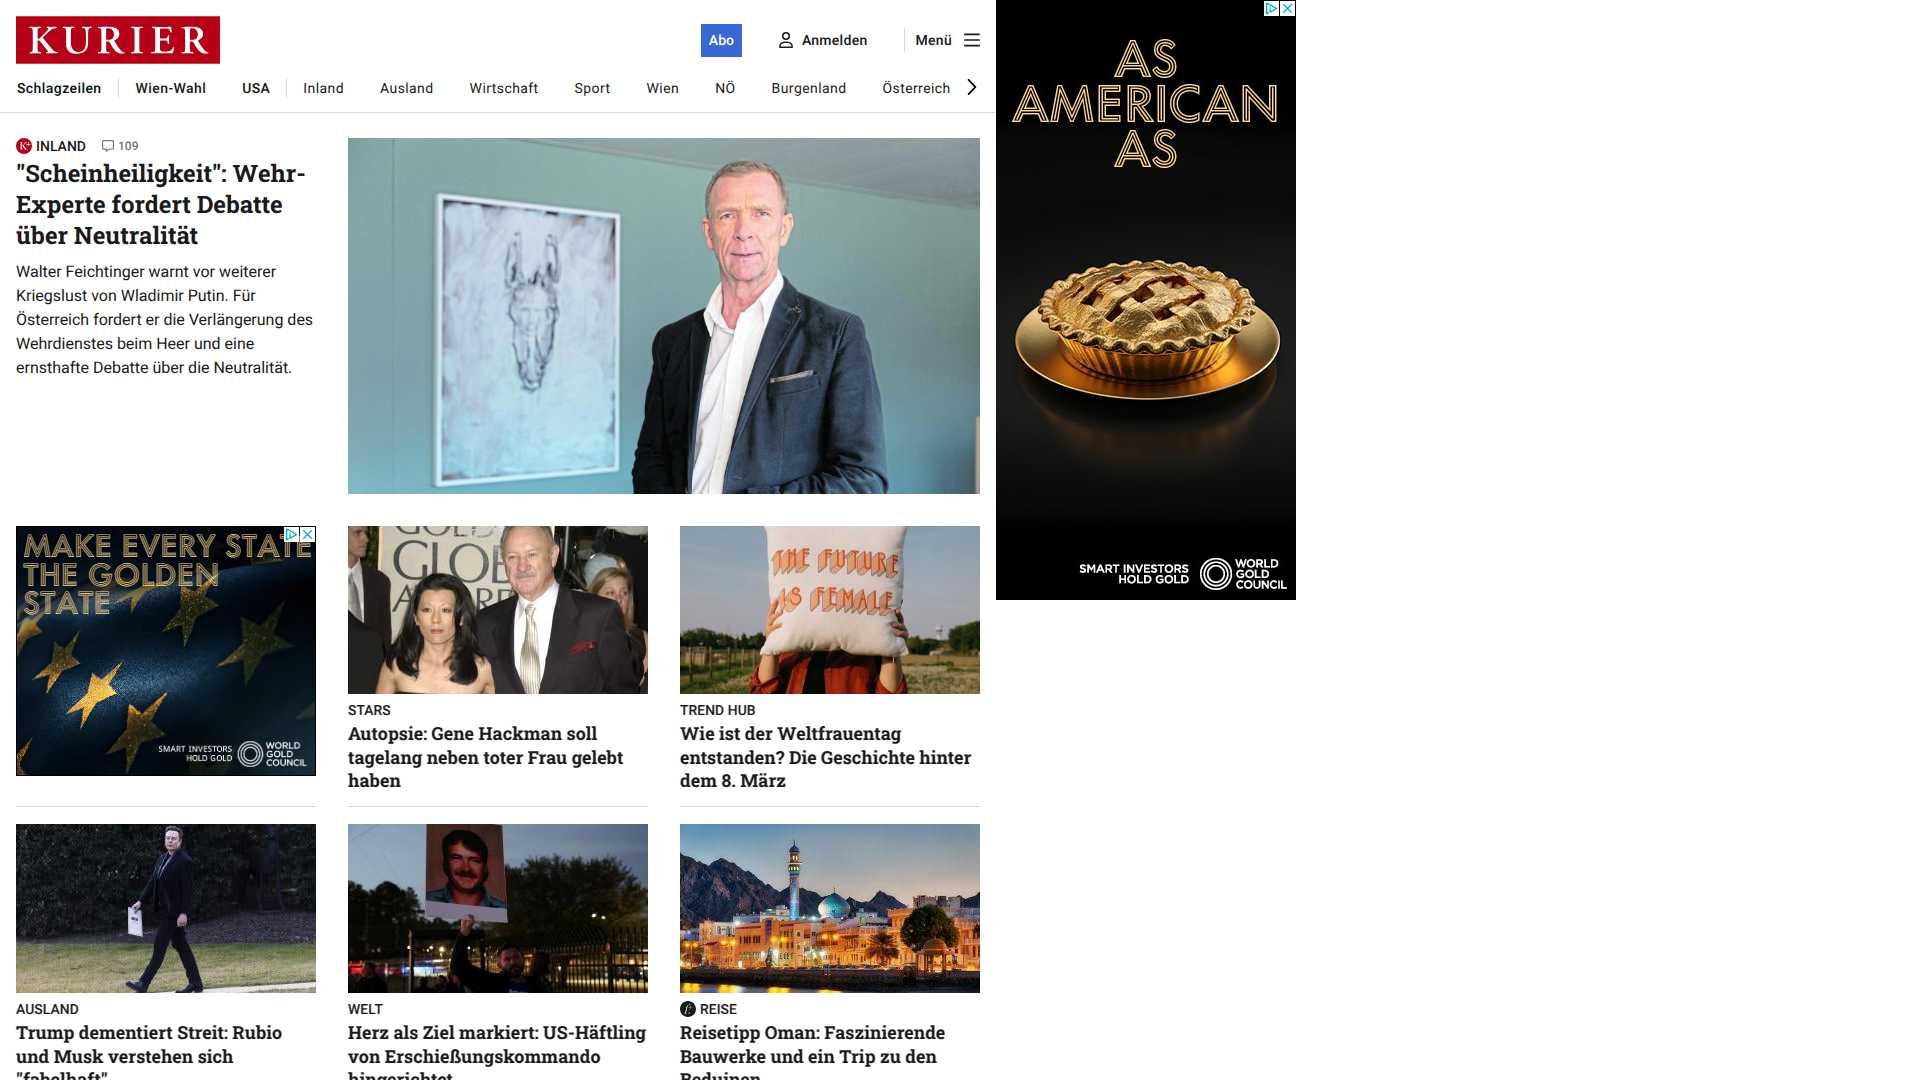 KURIER
Abo
Anmelden
Menü
Schlagzeilen
Wien-Wahl
USA
Inland
Ausland
Wirtschaft
Sport
Wien
NÖ
Burgenland
Österreich
INLAND 109
"Scheinheiligkeit": Wehr-
Experte fordert Debatte
über Neutralität
Walter Feichtinger warnt vor weiterer
Kriegslust von Wladimir Putin. Für
Österreich fordert er die Verlängerung des
Wehrdienstes beim Heer und eine
ernsthafte Debatte über die Neutralität.
AS
AMERICAN
AS
SMART INVESTORS
HOLD GOLD
WORLD
GOLD
COUNCIL
MAKE EVERY STATE
THE GOLDEN
STATE
SMART INVESTORS
HOLD GOLD
WORLD
GOLD
COUNCIL
STARS
Autopsie: Gene Hackman soll
tagelang neben toter Frau gelebt
haben
THE FUTURE
IS FEMALE
TREND HUB
Wie ist der Weltfrauentag
entstanden? Die Geschichte hinter
dem 8. März
AUSLAND
Trump dementiert Streit: Rubio
und Musk verstehen sich
"fabelhaft"
WELT
Herz als Ziel markiert: US-Häftling
von Erschießungskommando
hingerichtet
REISE
Reisetipp Oman: Faszinierende
Bauwerke und ein Trip zu den
Beduinen